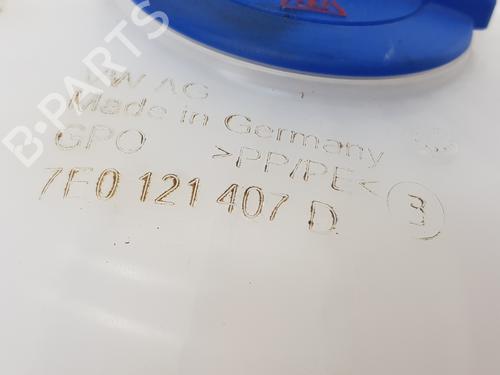 B-PARTS
VW AG
Made in Germany
GPO >PP/PE<
7E0 121 407 D
3